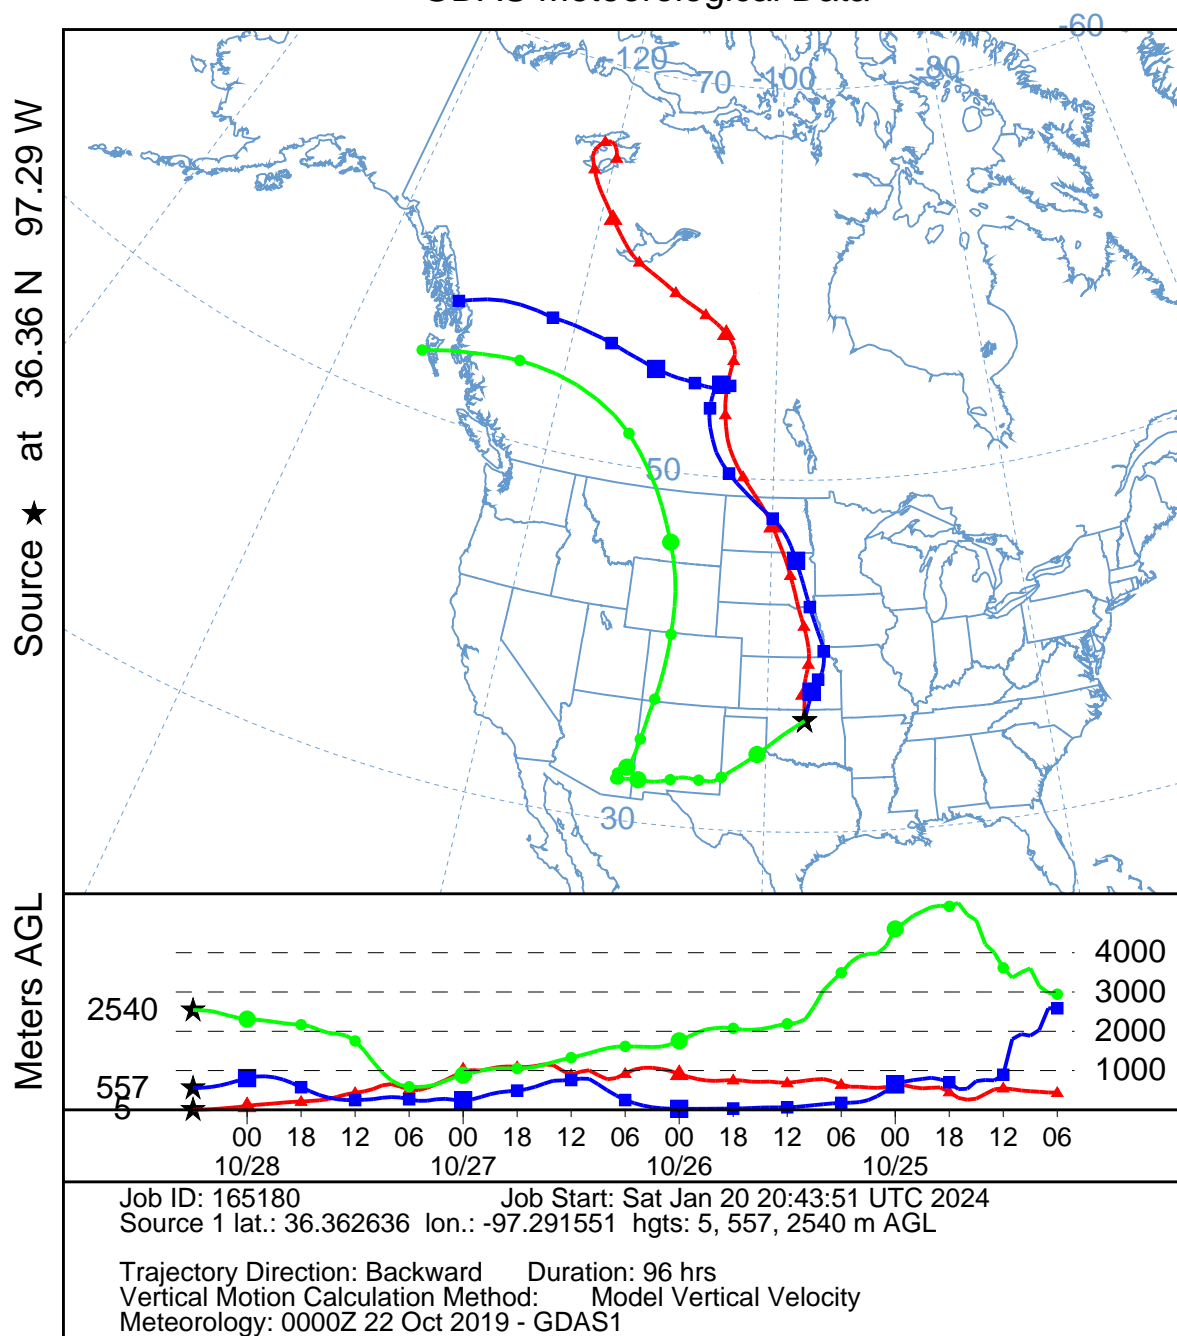 GDAS Meteorological Data
-60
-120
70
-100
-80
Source ★ at 36.36 N 97.29 W
50
30
Meters AGL
4000
3000
2540
2000
1000
557
5
00 18 12 06 00 18 12 06 00 18 12 06 00 18 12 06
10/28 10/27 10/26 10/25
Job ID: 165180 Job Start: Sat Jan 20 20:43:51 UTC 2024
Source 1 lat.: 36.362636 lon.: -97.291551 hgts: 5, 557, 2540 m AGL
Trajectory Direction: Backward Duration: 96 hrs
Vertical Motion Calculation Method: Model Vertical Velocity
Meteorology: 0000Z 22 Oct 2019 - GDAS1